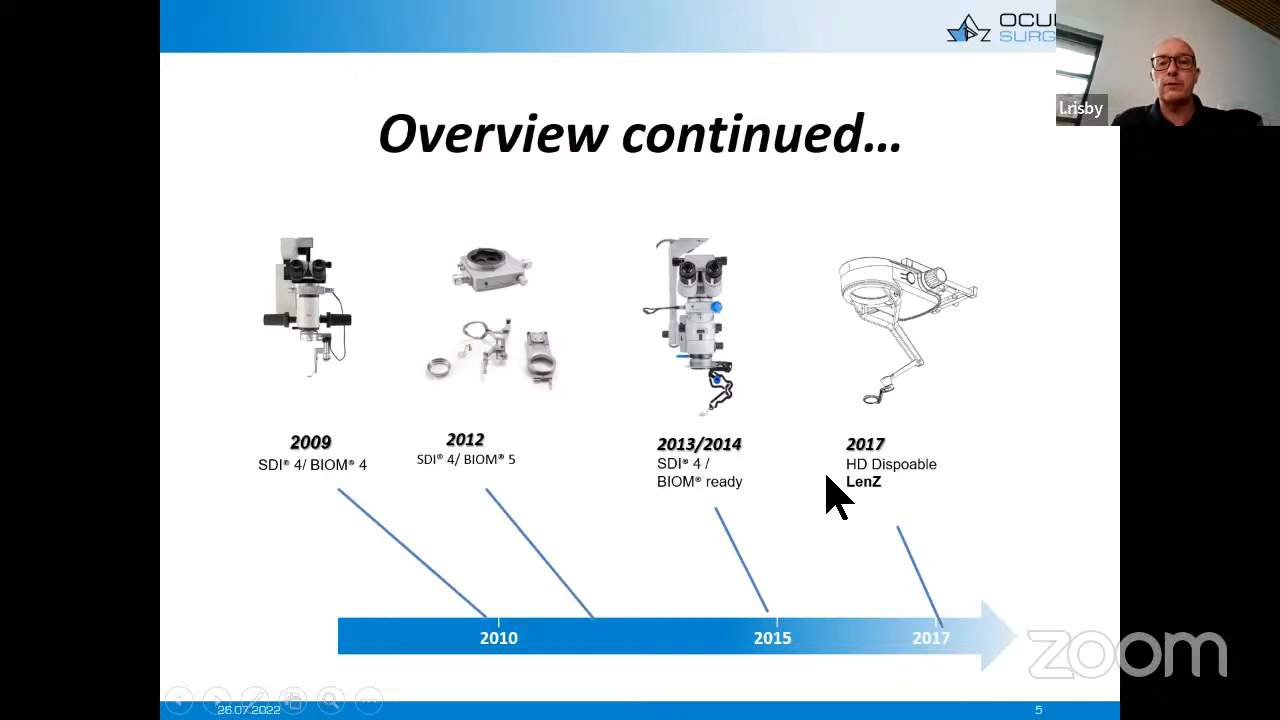 OCU
SURG
l.risby
Overview continued...
2009
SDI® 4/ BIOM® 4
2012
SDI® 4/ BIOM® 5
2013/2014
SDI® 4 /
BIOM® ready
2017
HD Dispoable
LenZ
2010
2015
2017
zoom
26.07.2022
5